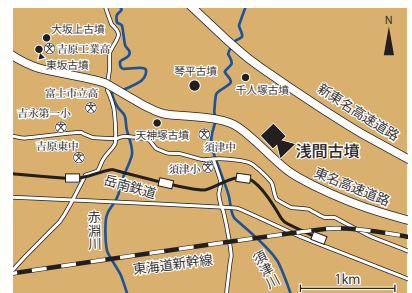 大坂上古墳
吉原工業高
東坂古墳
富士市立高
吉永第一小
吉原東中
天神塚古墳
琴平古墳
千人塚古墳
須津中
須津小
浅間古墳
新東名高速道路
東名高速道路
岳南鉄道
赤淵川
須津川
東海道新幹線
N
1km